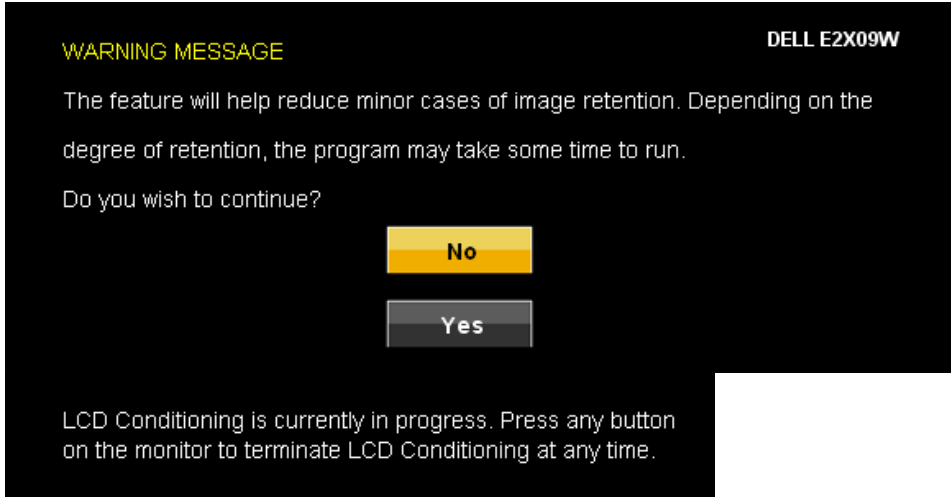 WARNING MESSAGE
DELL E2X09W
The feature will help reduce minor cases of image retention. Depending on the
degree of retention, the program may take some time to run.
Do you wish to continue?
No
Yes
LCD Conditioning is currently in progress. Press any button
on the monitor to terminate LCD Conditioning at any time.